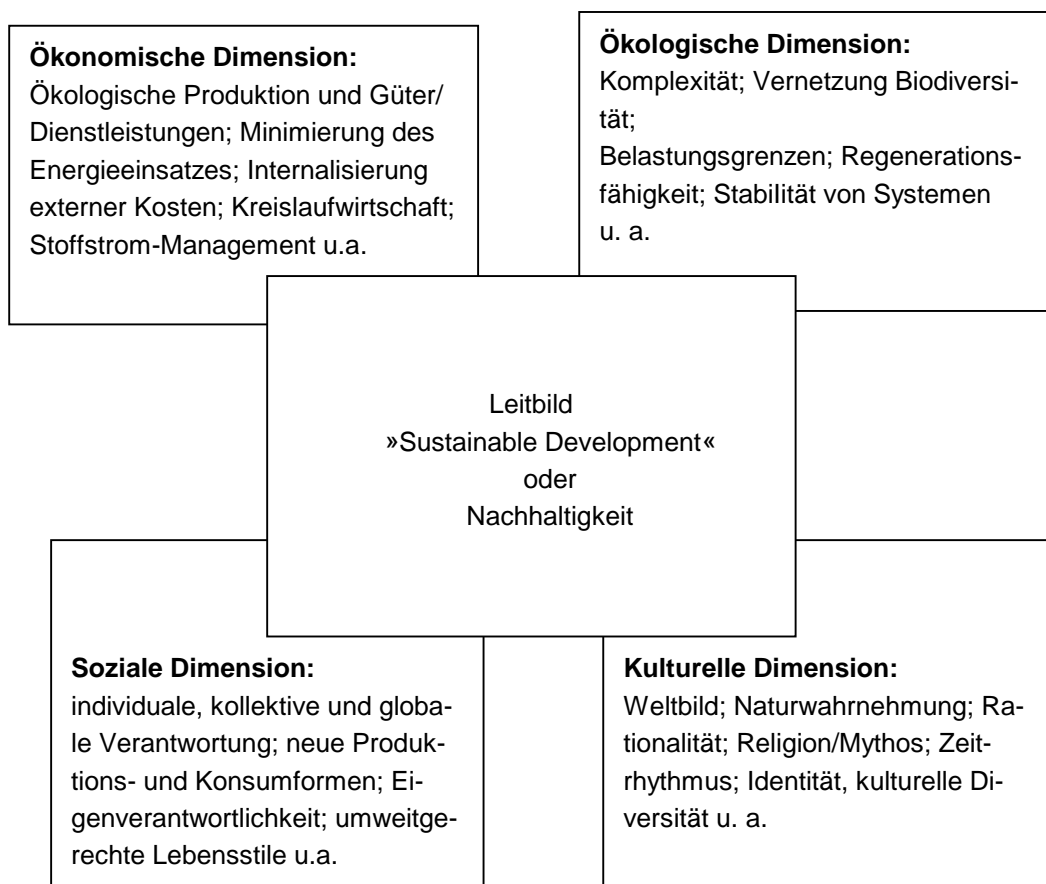 Ökonomische Dimension:
Ökologische Produktion und Güter/
Dienstleistungen; Minimierung des
Energieeinsatzes; Internalisierung
externer Kosten; Kreislaufwirtschaft;
Stoffstrom-Management u.a.
Ökologische Dimension:
Komplexität; Vernetzung Biodiversi-
tät;
Belastungsgrenzen; Regenerations-
fähigkeit; Stabilität von Systemen
u. a.
Leitbild
»Sustainable Development«
oder
Nachhaltigkeit
Soziale Dimension:
individuale, kollektive und globa-
le Verantwortung; neue Produk-
tions- und Konsumformen; Ei-
genverantwortlichkeit; umweitge-
rechte Lebensstile u.a.
Kulturelle Dimension:
Weltbild; Naturwahrnehmung; Ra-
tionalität; Religion/Mythos; Zeit-
rhythmus; Identität, kulturelle Di-
versität u. a.